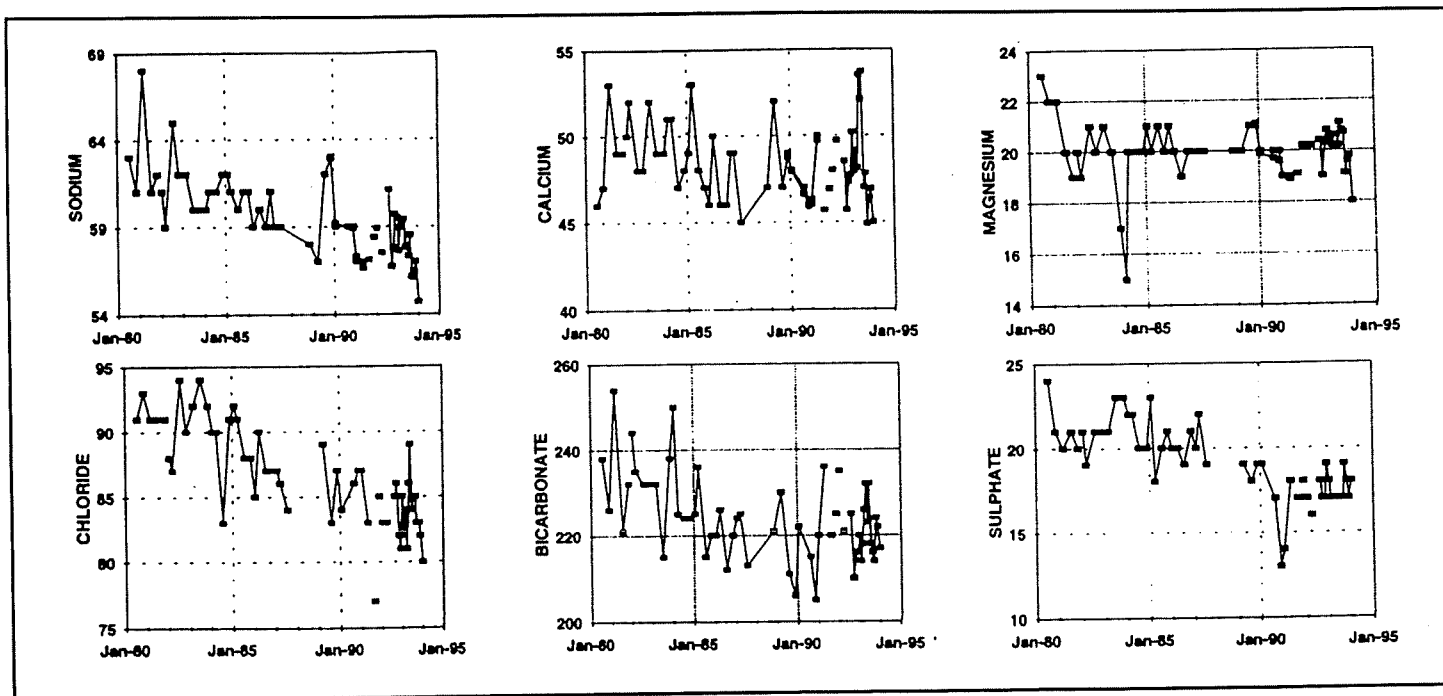 SODIUM
69
64
59
54
Jan-80
Jan-85
Jan-90
Jan-95
CALCIUM
55
50
45
40
Jan-80
Jan-85
Jan-90
Jan-95
MAGNESIUM
24
22
20
18
16
14
Jan-80
Jan-85
Jan-90
Jan-95
CHLORIDE
95
90
85
80
75
Jan-80
Jan-85
Jan-90
Jan-95
BICARBONATE
260
240
220
200
Jan-80
Jan-85
Jan-90
Jan-95
SULPHATE
25
20
15
10
Jan-80
Jan-85
Jan-90
Jan-95